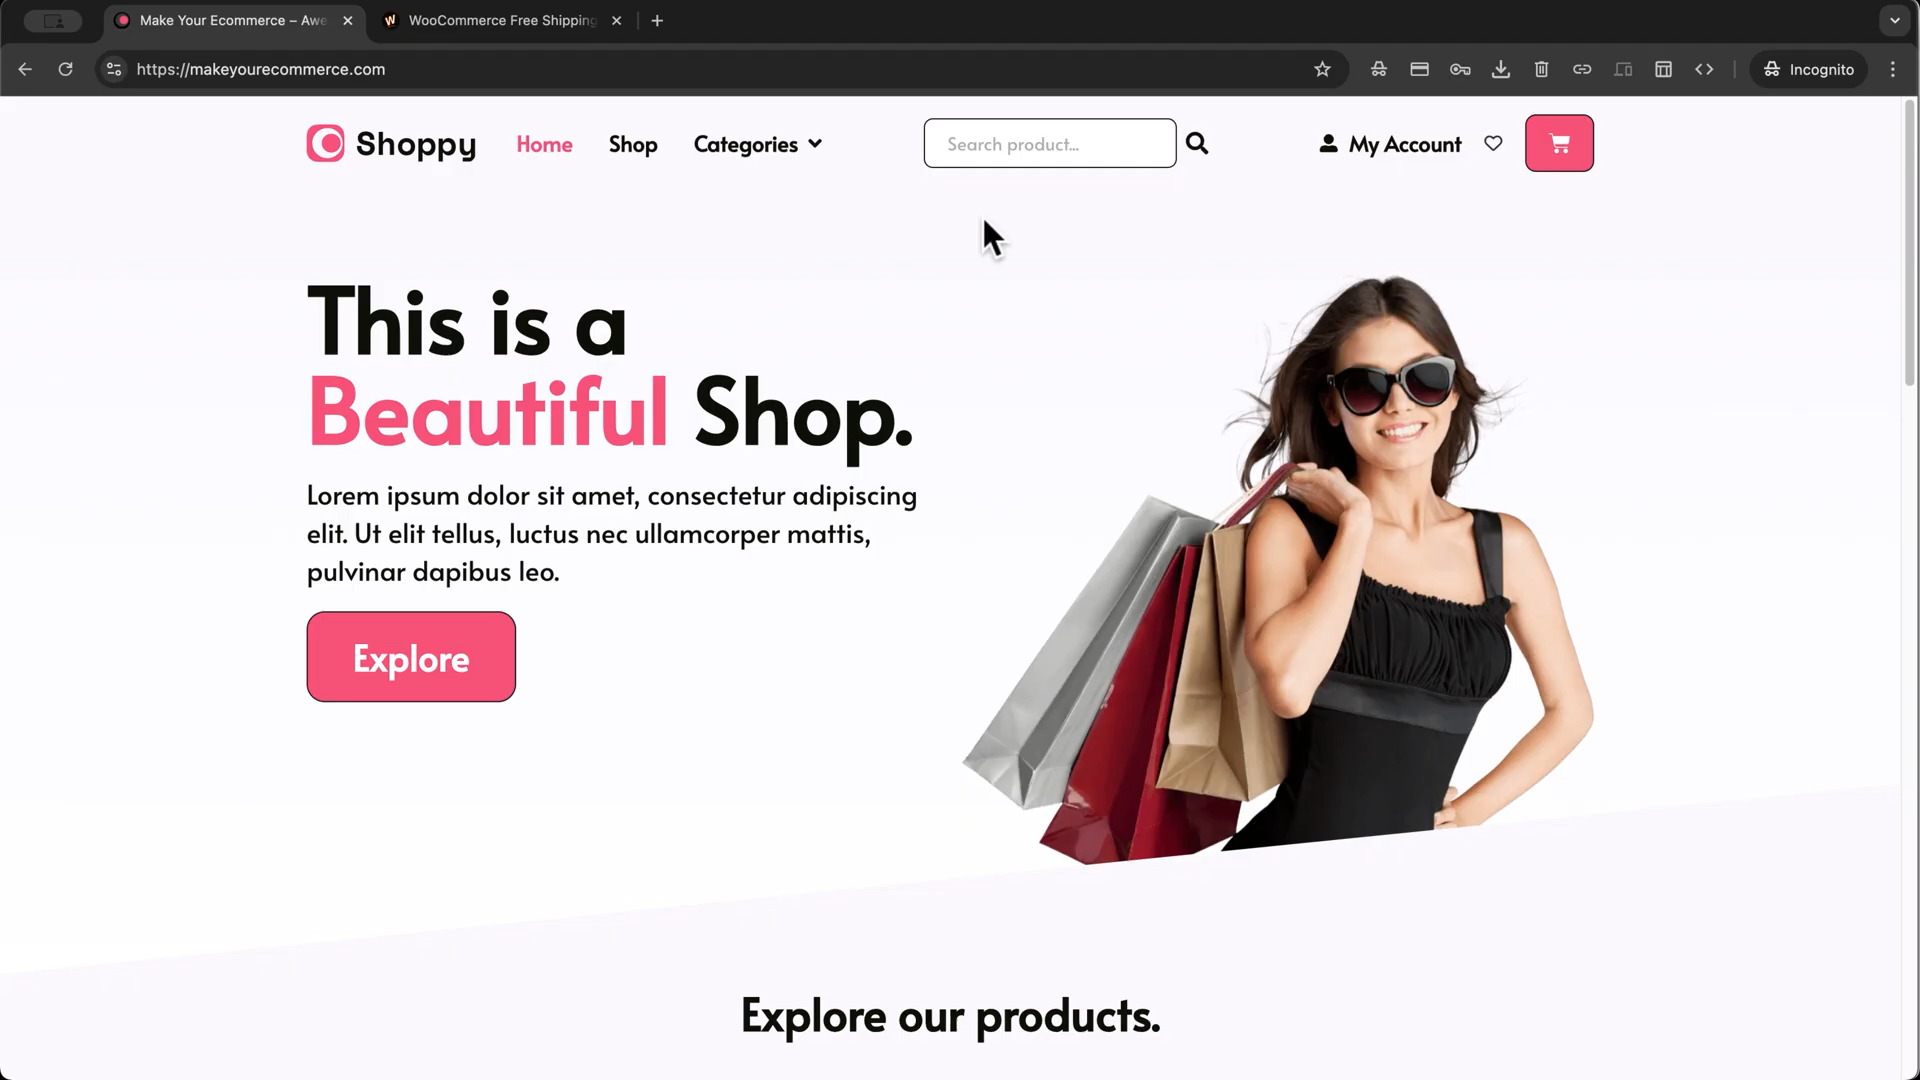 Make Your Ecommerce – Awe
WooCommerce Free Shipping
https://makeyourecommerce.com
Incognito
Shoppy
Home
Shop
Categories
Search product...
My Account
This is a
Beautiful Shop.
Lorem ipsum dolor sit amet, consectetur adipiscing
elit. Ut elit tellus, luctus nec ullamcorper mattis,
pulvinar dapibus leo.
Explore
Explore our products.